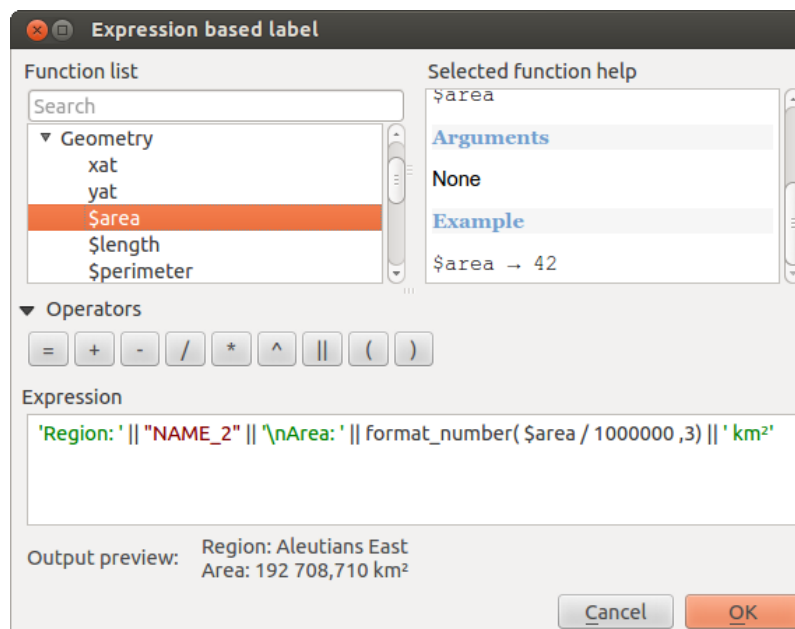 Expression based label
Function list
Search
Geometry
xat
yat
$area
$length
$perimeter
Selected function help
$area
Arguments
None
Example
$area → 42
Operators
= + - / * ^ || ( )
Expression
'Region: ' || "NAME_2" || '\nArea: ' || format_number( $area / 1000000 ,3) || ' km²'
Output preview:
Region: Aleutians East
Area: 192 708,710 km²
Cancel
OK